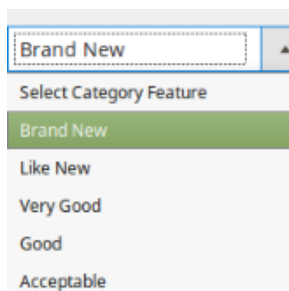 Brand New
Select Category Feature
Brand New
Like New
Very Good
Good
Acceptable